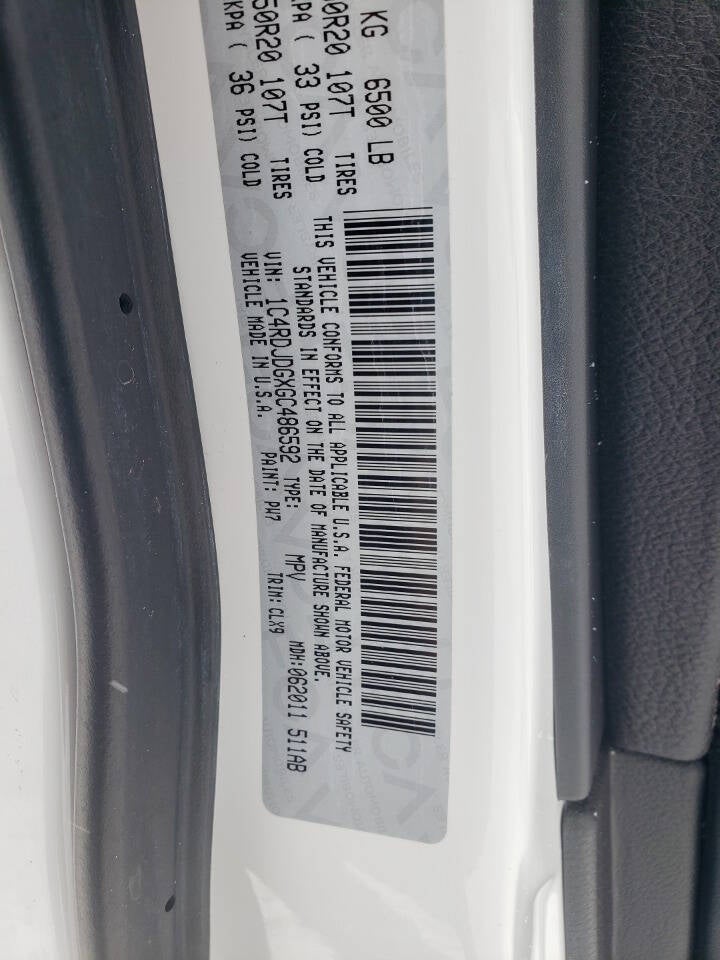 KG 6500 LB
50R20 107T TIRES
KPA ( 33 PSI) COLD
50R20 107T TIRES
KPA ( 36 PSI) COLD
THIS VEHICLE CONFORMS TO ALL APPLICABLE U.S.A. FEDERAL MOTOR VEHICLE SAFETY
STANDARDS IN EFFECT ON THE DATE OF MANUFACTURE SHOWN ABOVE.
VIN: 1C4RDJDGXGC486592 TYPE: MPV MDH:062011 511AB
VEHICLE MADE IN U.S.A. PAINT: PW7 TRIM: CLX9